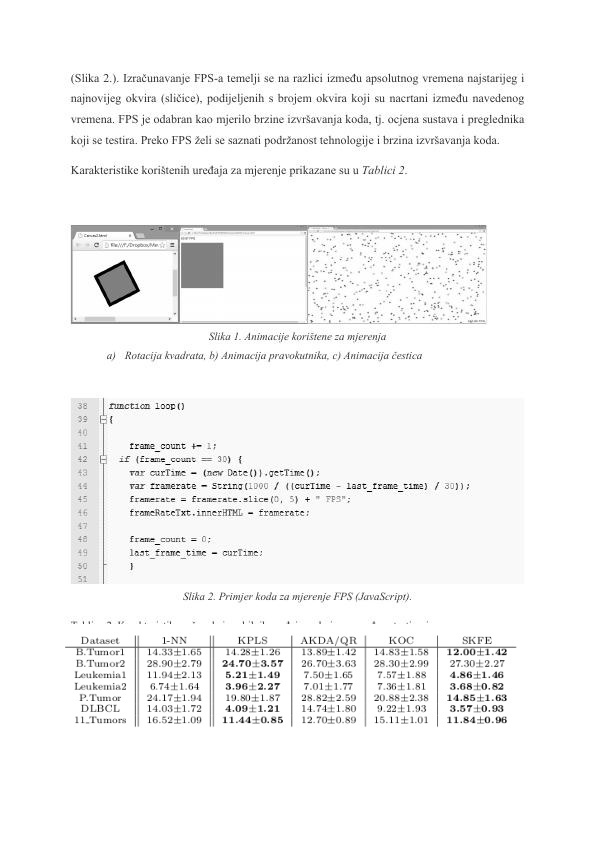 (Slika 2.). Izračunavanje FPS-a temelji se na razlici između apsolutnog vremena najstarijeg i
najnovijeg okvira (sličice), podijeljenih s brojem okvira koji su nacrtani između navedenog
vremena. FPS je odabran kao mjerilo brzine izvršavanja koda, tj. ocjena sustava i preglednika
koji se testira. Preko FPS želi se saznati podržanost tehnologije i brzina izvršavanja koda.
Karakteristike korištenih uređaja za mjerenje prikazane su u Tablici 2.
Slika 1. Animacije korištene za mjerenja
a) Rotacija kvadrata, b) Animacija pravokutnika, c) Animacija čestica
38 function loop()
39 {
40
41 frame_count += 1;
42 if (frame_count == 30) {
43 var curTime = (new Date()).getTime();
44 var framerate = String(1000 / ((curTime - last_frame_time) / 30));
45 framerate = framerate.slice(0, 5) + " FPS";
46 frameRateTxt.innerHTML = framerate;
47
48 frame_count = 0;
49 last_frame_time = curTime;
50 }
51
Slika 2. Primjer koda za mjerenje FPS (JavaScript).
Dataset 1-NN KPLS AKDA/QR KOC SKFE
B.Tumor1 14.33±1.65 14.28±1.26 13.89±1.42 14.83±1.58 12.00±1.42
B.Tumor2 28.90±2.79 24.70±3.57 26.70±3.63 28.30±2.99 27.30±2.27
Leukemia1 11.94±2.13 5.21±1.49 7.50±1.65 7.57±1.88 4.86±1.46
Leukemia2 6.74±1.64 3.96±2.27 7.01±1.77 7.36±1.81 3.68±0.82
P.Tumor 24.17±1.94 19.80±1.87 28.82±2.59 20.88±2.38 14.85±1.63
DLBCL 14.03±1.72 4.09±1.21 14.74±1.80 9.22±1.93 3.57±0.93
11_Tumors 16.52±1.09 11.44±0.85 12.70±0.89 15.11±1.01 11.84±0.96